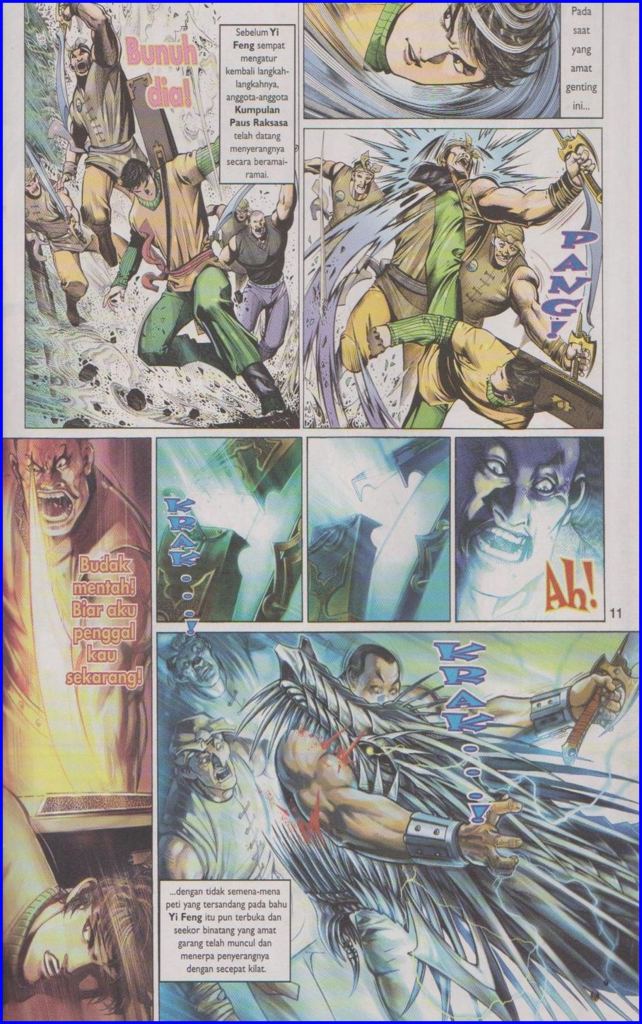 Bunuh
dia!
Sebelum Yi
Feng sempat
mengatur
kembali langkah-
langkahnya,
anggota-anggota
Kumpulan
Paus Raksasa
telah datang
menyerangnya
secara beramai-
ramai.
Pada
saat
yang
amat
genting
ini...
PANG!
Budak
mentah!
Biar aku
penggal
kau
sekarang!
KRAK...!
Ah!
11
KRAK...!
...dengan tidak semena-mena
peti yang tersandang pada bahu
Yi Feng itu pun terbuka dan
seekor binatang yang amat
garang telah muncul dan
menerpa penyerangnya
dengan secepat kilat.